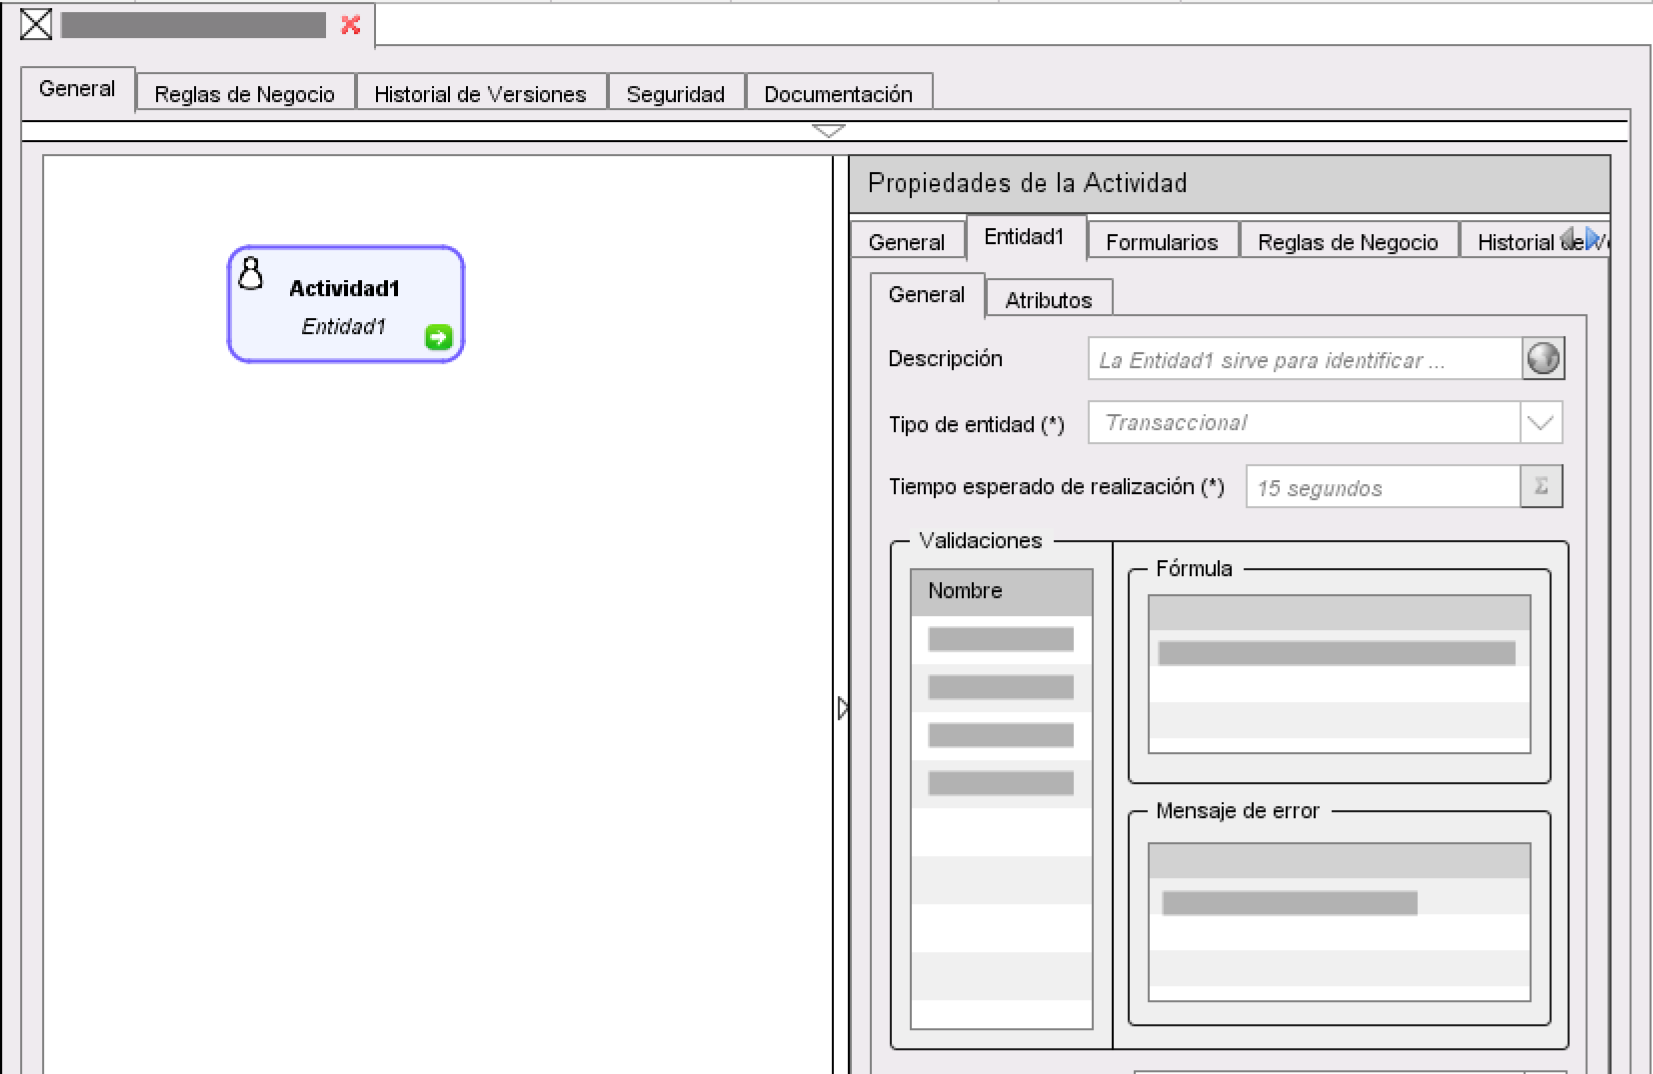 General
Reglas de Negocio
Historial de Versiones
Seguridad
Documentación
Actividad1
Entidad1
Propiedades de la Actividad
General
Entidad1
Formularios
Reglas de Negocio
Historial de
General
Atributos
Descripción
La Entidad1 sirve para identificar ...
Tipo de entidad (*)
Transaccional
Tiempo esperado de realización (*)
15 segundos
Σ
Validaciones
Nombre
Fórmula
Mensaje de error